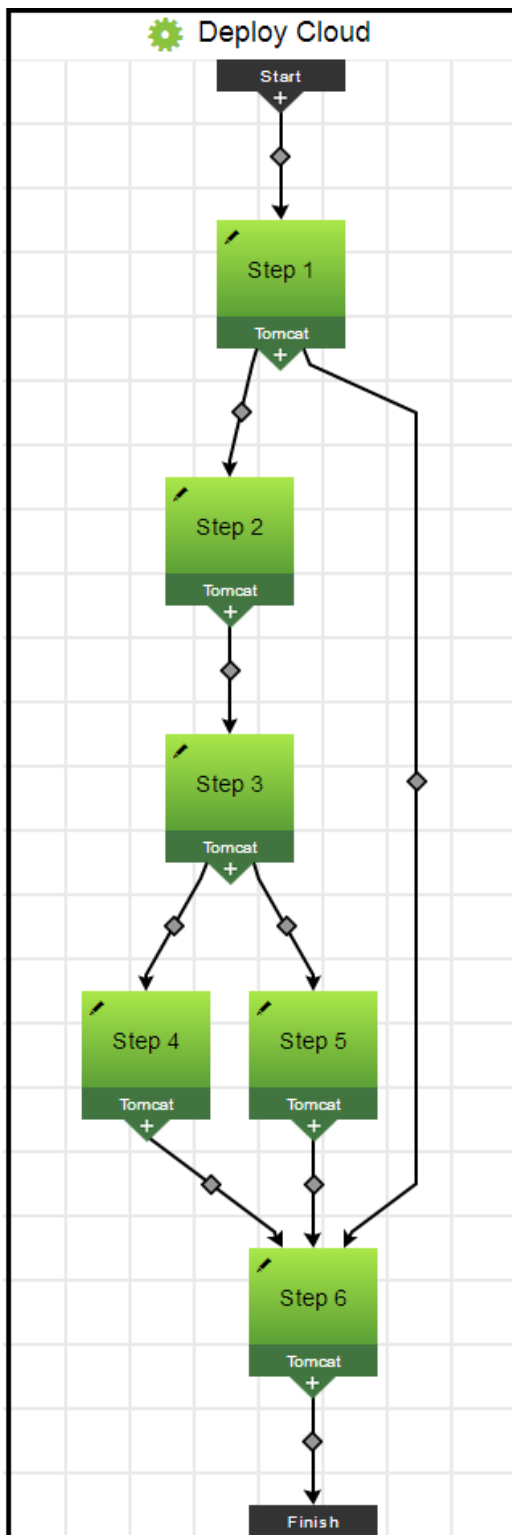 Deploy Cloud
Start
+
Step 1
Tomcat
+
Step 2
Tomcat
+
Step 3
Tomcat
+
Step 4
Step 5
Tomcat
Tomcat
+
+
Step 6
Tomcat
+
Finish